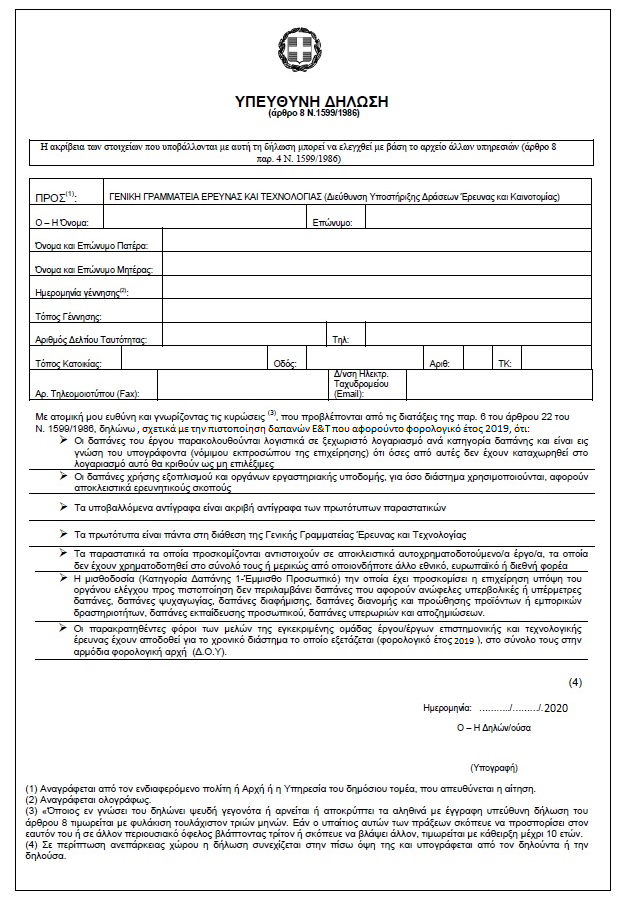 ΥΠΕΥΘΥΝΗ ΔΗΛΩΣΗ
(άρθρο 8 Ν.1599/1986)
Η ακρίβεια των στοιχείων που υποβάλλονται με αυτή τη δήλωση μπορεί να ελεγχθεί με βάση το αρχείο άλλων υπηρεσιών (άρθρο 8
παρ. 4 Ν. 1599/1986)
ΠΡΟΣ(1): ΓΕΝΙΚΗ ΓΡΑΜΜΑΤΕΙΑ ΕΡΕΥΝΑΣ ΚΑΙ ΤΕΧΝΟΛΟΓΙΑΣ (Διεύθυνση Υποστήριξης Δράσεων Έρευνας και Καινοτομίας)
Ο – Η Όνομα: Επώνυμο:
Όνομα και Επώνυμο Πατέρα:
Όνομα και Επώνυμο Μητέρας:
Ημερομηνία γέννησης(2):
Τόπος Γέννησης:
Αριθμός Δελτίου Ταυτότητας: Τηλ:
Τόπος Κατοικίας: Οδός: Αριθ: ΤΚ:
Αρ. Τηλεομοιοτύπου (Fax): Δ/νση Ηλεκτρ.
Ταχυδρομείου
(Email):
Με ατομική μου ευθύνη και γνωρίζοντας τις κυρώσεις (3), που προβλέπονται από τις διατάξεις της παρ. 6 του άρθρου 22 του
Ν. 1599/1986, δηλώνω , σχετικά με την πιστοποίηση δαπανών Ε&Τ που αφορούν το φορολογικό έτος 2019, ότι:
➢ Οι δαπάνες του έργου παρακολουθούνται λογιστικά σε ξεχωριστό λογαριασμό ανά κατηγορία δαπάνης και είναι εις
γνώση του υπογράφοντα (νόμιμου εκπροσώπου της επιχείρησης) ότι όσες από αυτές δεν έχουν καταχωρηθεί στο
λογαριασμό αυτό θα κριθούν ως μη επιλέξιμες
➢ Οι δαπάνες χρήσης εξοπλισμού και οργάνων εργαστηριακής υποδομής, για όσο διάστημα χρησιμοποιούνται, αφορούν
αποκλειστικά ερευνητικούς σκοπούς
➢ Τα υποβαλλόμενα αντίγραφα είναι ακριβή αντίγραφα των πρωτότυπων παραστατικών
➢ Τα πρωτότυπα είναι πάντα στη διάθεση της Γενικής Γραμματείας Έρευνας και Τεχνολογίας
➢ Τα παραστατικά τα οποία προσκομίζονται αντιστοιχούν σε αποκλειστικά αυτοχρηματοδοτούμενο/α έργο/α, τα οποία
δεν έχουν χρηματοδοτηθεί στο σύνολό τους ή μερικώς από οποιονδήποτε άλλο εθνικό, ευρωπαϊκό ή διεθνή φορέα
➢ Η μισθοδοσία (Κατηγορία Δαπάνης 1-Έμμισθο Προσωπικό) την οποία έχει προσκομίσει η επιχείρηση υπόψη του
οργάνου ελέγχου προς πιστοποίηση δεν περιλαμβάνει δαπάνες που αφορούν ανώφελες υπερβολικές ή υπέρμετρες
δαπάνες, δαπάνες ψυχαγωγίας, δαπάνες διαφήμισης, δαπάνες διανομής και προώθησης προϊόντων ή εμπορικών
δραστηριοτήτων, δαπάνες εκπαίδευσης προσωπικού, δαπάνες υπερωριών και αποζημιώσεων.
➢ Οι παρακρατηθέντες φόροι των μελών της εγκεκριμένης ομάδας έργου/έργων επιστημονικής και τεχνολογικής
έρευνας έχουν αποδοθεί για το χρονικό διάστημα το οποίο εξετάζεται (φορολογικό έτος 2019 ), στο σύνολο τους στην
αρμόδια φορολογική αρχή (Δ.Ο.Υ).
(4)
Ημερομηνία: ………../………/. 2020
Ο – Η Δηλών/ούσα
(Υπογραφή)
(1) Αναγράφεται από τον ενδιαφερόμενο πολίτη ή Αρχή ή η Υπηρεσία του δημόσιου τομέα, που απευθύνεται η αίτηση.
(2) Αναγράφεται ολογράφως.
(3) «Όποιος εν γνώσει του δηλώνει ψευδή γεγονότα ή αρνείται ή αποκρύπτει τα αληθινά με έγγραφη υπεύθυνη δήλωση του
άρθρου 8 τιμωρείται με φυλάκιση τουλάχιστον τριών μηνών. Εάν ο υπαίτιος αυτών των πράξεων σκόπευε να προσπορίσει στον
εαυτόν του ή σε άλλον περιουσιακό όφελος βλάπτοντας τρίτον ή σκόπευε να βλάψει άλλον, τιμωρείται με κάθειρξη μέχρι 10 ετών.
(4) Σε περίπτωση ανεπάρκειας χώρου η δήλωση συνεχίζεται στην πίσω όψη της και υπογράφεται από τον δηλούντα ή την
δηλούσα.